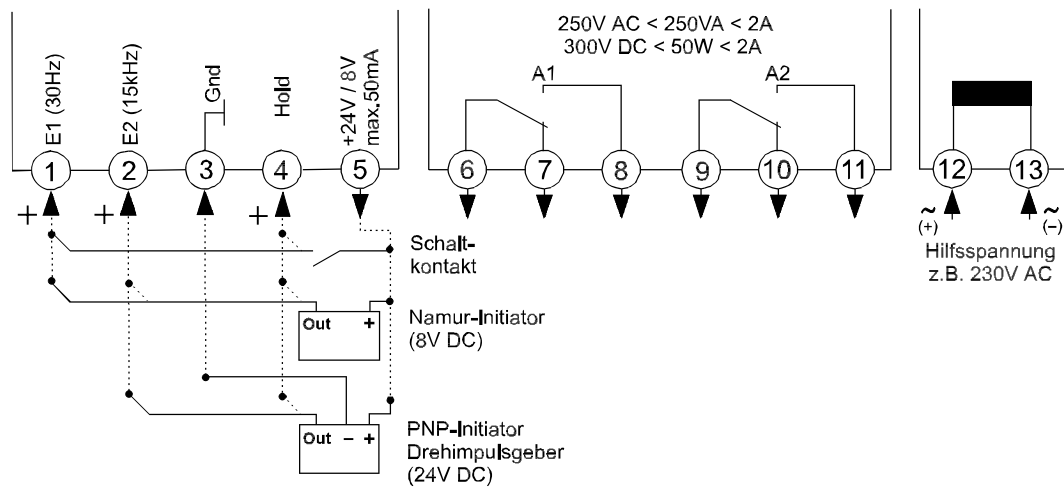 250V AC < 250VA < 2A
300V DC < 50W < 2A
E1 (30Hz)
E2 (15kHz)
Gnd
Hold
+24V / 8V
max.50mA
A1
A2
1 2 3 4 5 6 7 8 9 10 11 12 13
+ + +
~ ~
(+) (−)
Hilfsspannung
z.B. 230V AC
Schalt-
kontakt
Out +
Namur-Initiator
(8V DC)
Out − +
PNP-Initiator
Drehimpulsgeber
(24V DC)